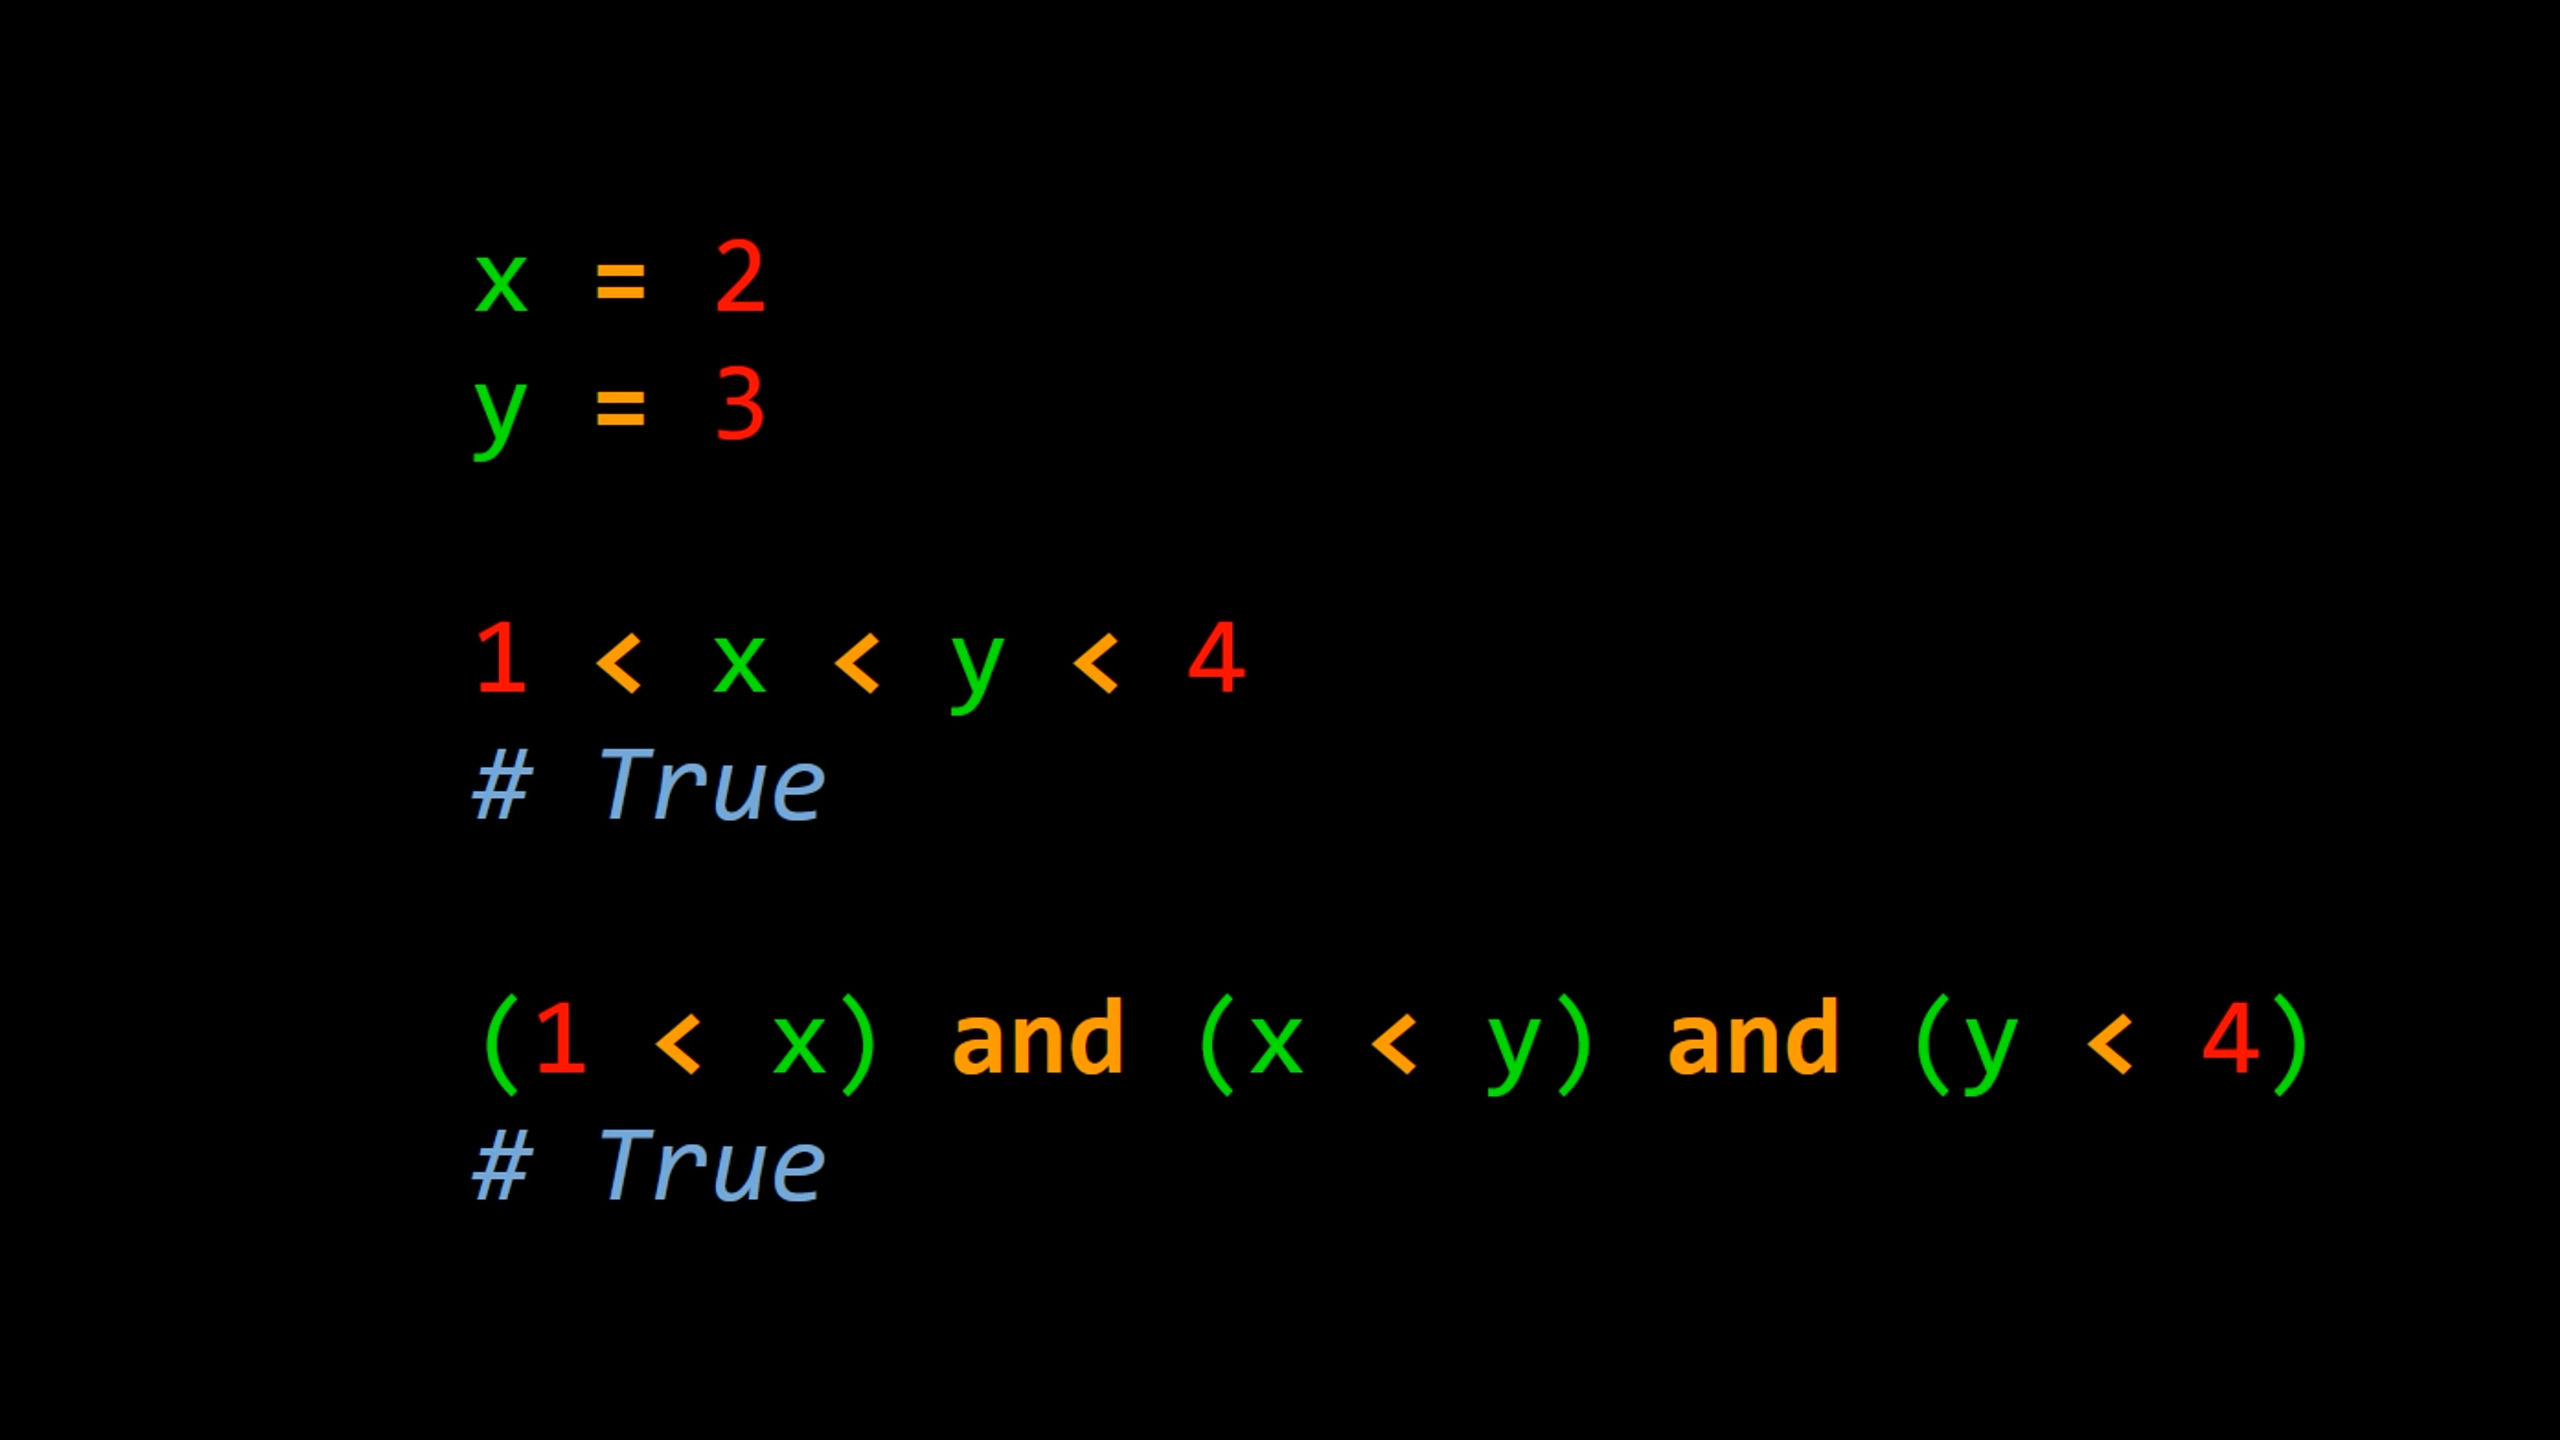 x = 2
y = 3
1 < x < y < 4
# True
(1 < x) and (x < y) and (y < 4)
# True